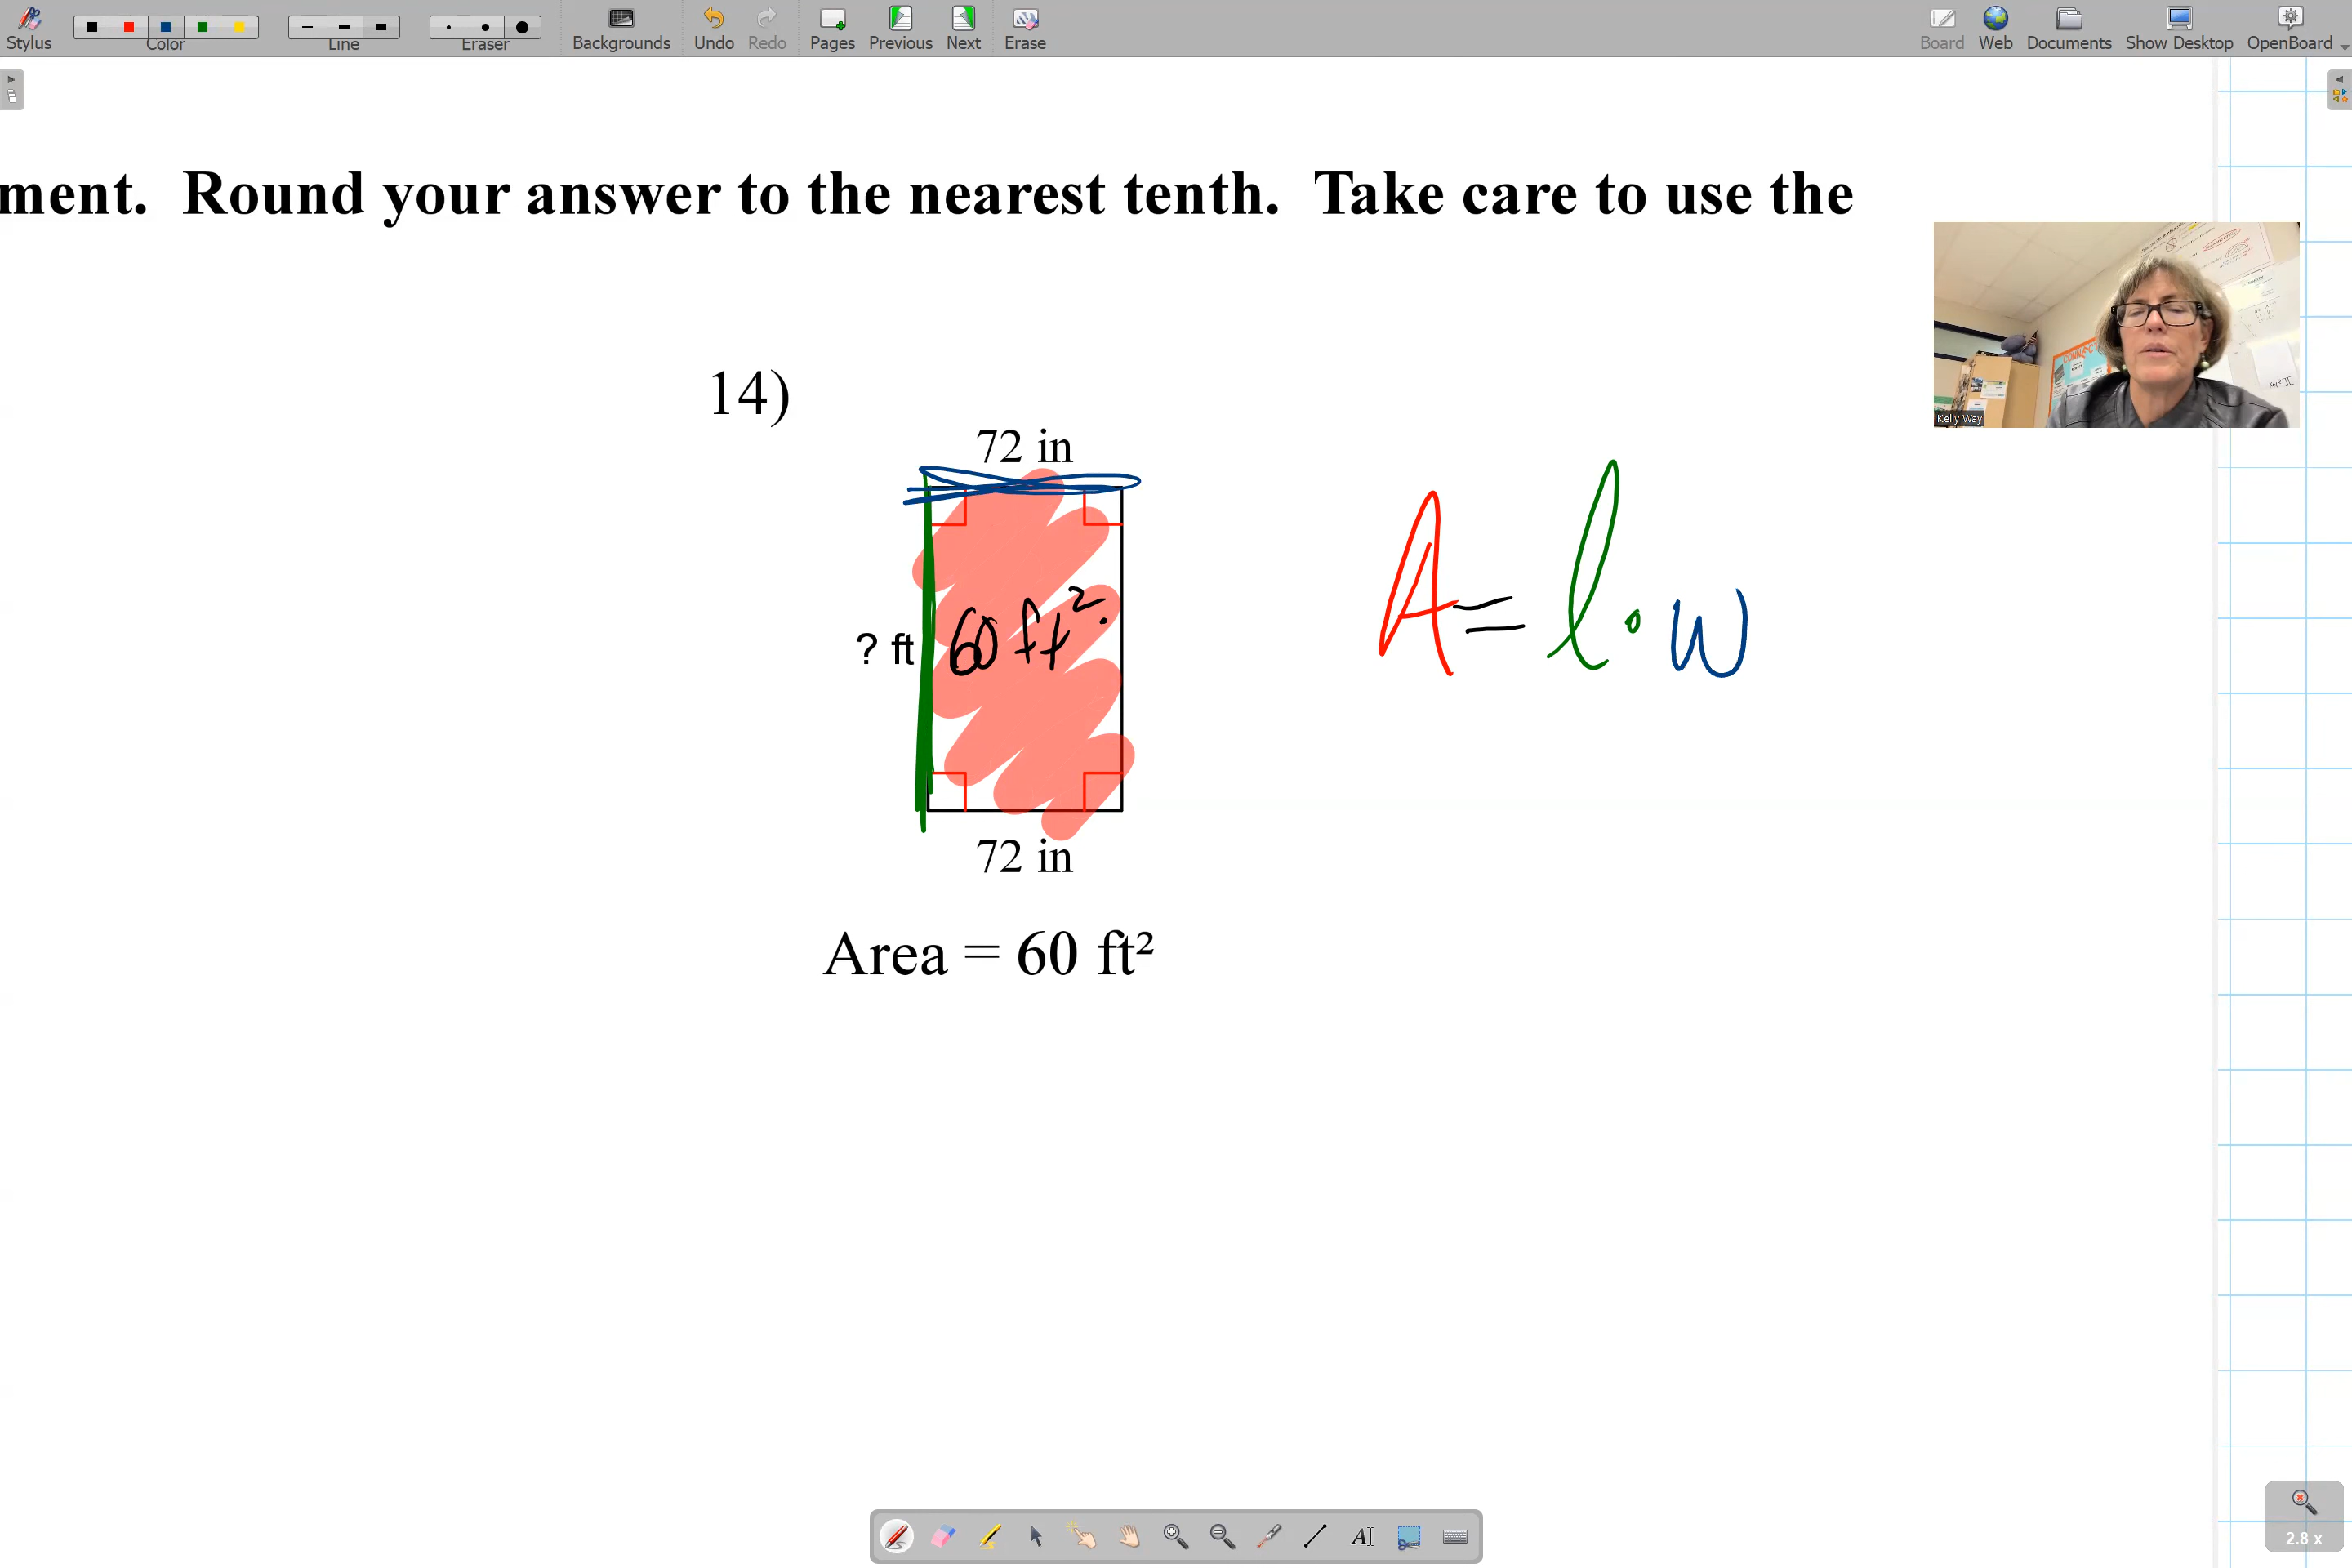 Stylus Color Line Eraser Backgrounds Undo Redo Pages Previous Next Erase Board Web Documents Show Desktop OpenBoard
ment. Round your answer to the nearest tenth. Take care to use the
Kelly Way
14)
72 in
? ft
60 ft²
A = l · w
72 in
Area = 60 ft²
2.8 x